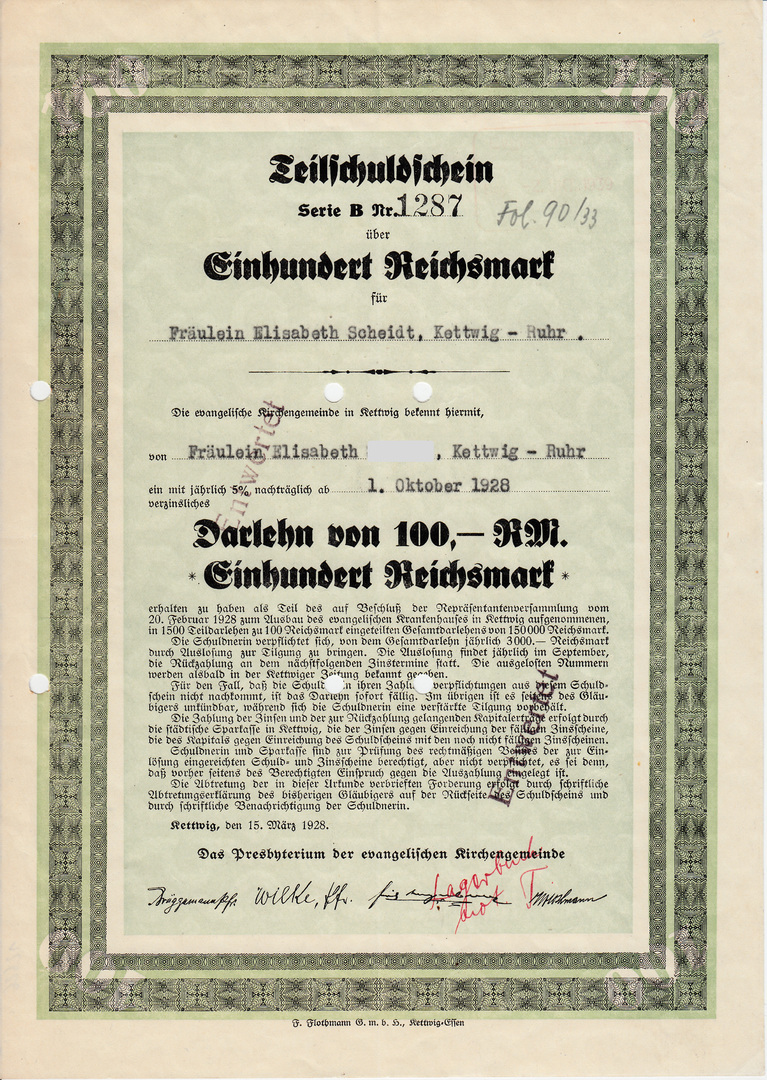 Teilschuldschein
Serie B Nr. 1287
Fol. 90/33
über
Einhundert Reichsmark
für
Fräulein Elisabeth Scheidt, Kettwig - Ruhr .
Die evangelische Kirchengemeinde in Kettwig bekennt hiermit,
von Fräulein Elisabeth , Kettwig - Ruhr
ein mit jährlich 5% nachträglich ab 1. Oktober 1928
verzinsliches
Entwertet
Darlehn von 100,— RM.
* Einhundert Reichsmark *
erhalten zu haben als Teil des auf Beschluß der Repräsentantenversammlung vom
20. Februar 1928 zum Ausbau des evangelischen Krankenhauses in Kettwig aufgenommenen,
in 1500 Teildarlehen zu 100 Reichsmark eingeteilten Gesamtdarlehens von 150000 Reichsmark.
Die Schuldnerin verpflichtet sich, von dem Gesamtdarlehn jährlich 3000.— Reichsmark
durch Auslosung zur Tilgung zu bringen. Die Auslosung findet jährlich im September,
die Rückzahlung an dem nächstfolgenden Zinstermine statt. Die ausgelosten Nummern
werden alsbald in der Kettwiger Zeitung bekannt gegeben.
Für den Fall, daß die Schul in ihren Zahl verpflichtungen aus diesem Schuld-
schein nicht nachkommt, ist das Darlehn sofort fällig. Im übrigen ist es seitens des Gläu-
bigers unkündbar, während sich die Schuldnerin eine verstärkte Tilgung vorbehält.
Die Zahlung der Zinsen und der zur Rückzahlung gelangenden Kapitalerträge erfolgt durch
die städtische Sparkasse in Kettwig, die der Zinsen gegen Einreichung der fälligen Zinsscheine,
die des Kapitals gegen Einreichung des Schuldscheins mit den noch nicht fälligen Zinsscheinen.
Schuldnerin und Sparkasse sind zur Prüfung des rechtmäßigen Besitzes der zur Ein-
lösung eingereichten Schuld- und Zinsscheine berechtigt, aber nicht verpflichtet, es sei denn,
daß vorher seitens des Berechtigten Einspruch gegen die Auszahlung eingelegt ist.
Die Abtretung der in dieser Urkunde verbrieften Forderung erfolgt durch schriftliche
Abtretungserklärung des bisherigen Gläubigers auf der Rückseite des Schuldscheins und
durch schriftliche Benachrichtigung der Schuldnerin.
Entwertet
Kettwig, den 15. März 1928.
Das Presbyterium der evangelischen Kirchengemeinde
Brüggemann Pfr. Wilke, Pfr.
F. Flothmann G. m. b. H., Kettwig-Essen